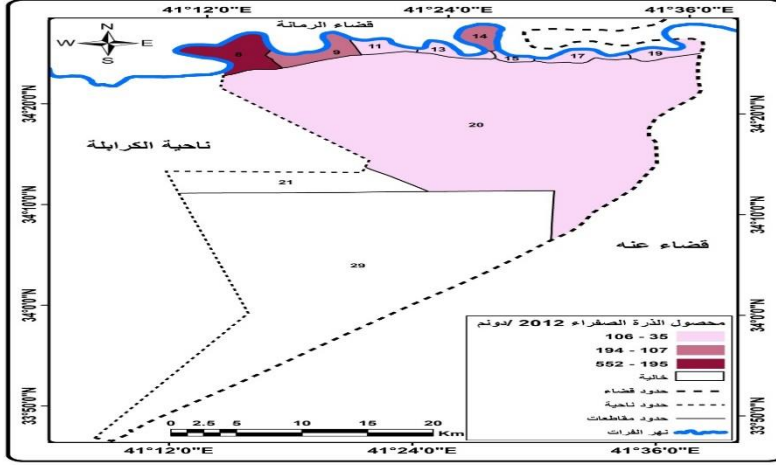 41°12'0"E 41°24'0"E 41°36'0"E
قضاء الرمانة
N
W E
S
14
11
9
13
6
15
17
19
34°20'0"N 34°20'0"N
20
ناحية الكرابلة
21
34°10'0"N 34°10'0"N
قضاء عنه
29
34°0'0"N 34°0'0"N
محصول الذرة الصفراء 2012 /دونم
106 - 35
194 - 107
552 - 195
خالية
حدود قضاء
حدود ناحية
حدود مقاطعات
نهر الفرات
33°50'0"N 33°50'0"N
0 2.5 5 10 15 20
Km
41°12'0"E 41°24'0"E 41°36'0"E